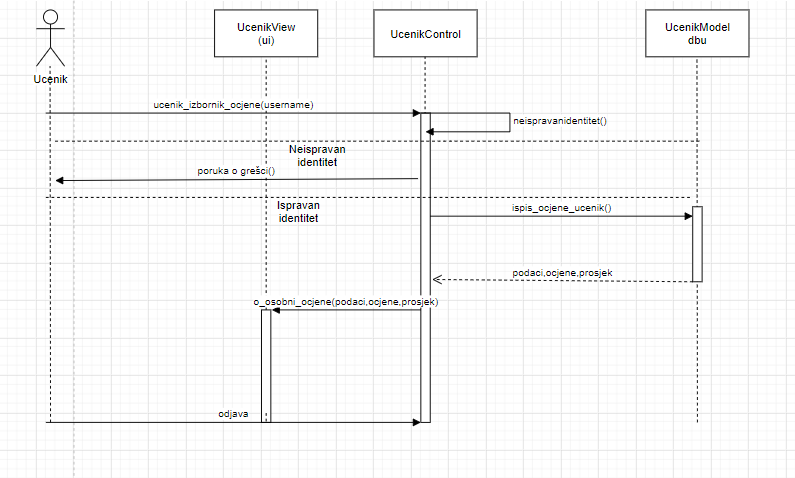 UcenikView
(ui)
UcenikControl
UcenikModel
dbu
Ucenik
ucenik_izbornik_ocjene(username)
neispravanidentitet()
Neispravan
identitet
poruka o grešci()
Ispravan
identitet
ispis_ocjene_ucenik()
podaci,ocjene,prosjek
o_osobni_ocjene(podaci,ocjene,prosjek)
odjava